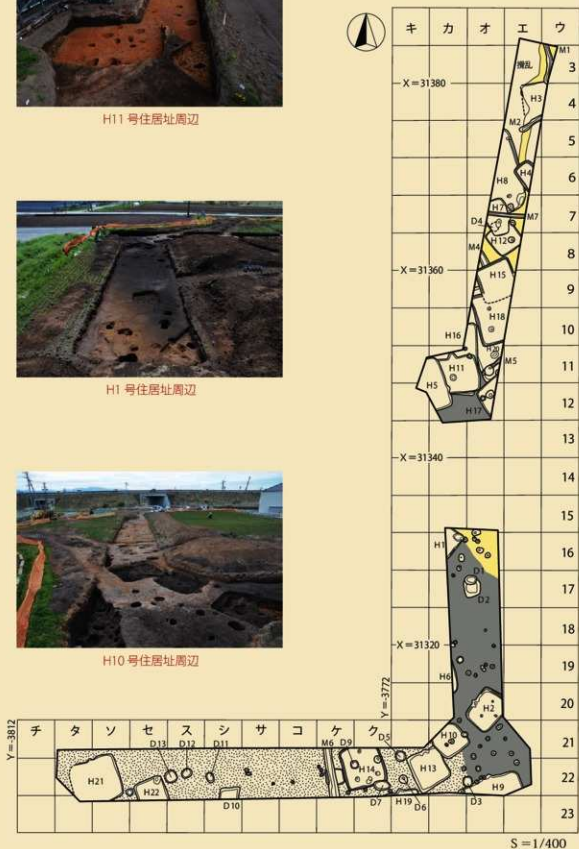 H11 号住居址周辺
H1 号住居址周辺
H10 号住居址周辺
キ カ オ エ ウ
M1
撹乱
3
X=31380
H3
4
M2
5
H4
6
H8
H7
7
D4
M7
H12
M4
8
X=31360
H15
9
H18
10
H16
H20
M5
11
H11
H5
12
H17
13
X=31340
14
15
H1
16
D1
17
D2
18
X=31320
19
H6
Y=-3772
20
H2
Y=-3812
チ タ ソ セ ス シ サ コ ケ ク
21
D13 D12 D11 M6 D9 D5 H10
H21 H22 H14 H13
22
D10 D7 H19 D6 D3 H9
23
S=1/400